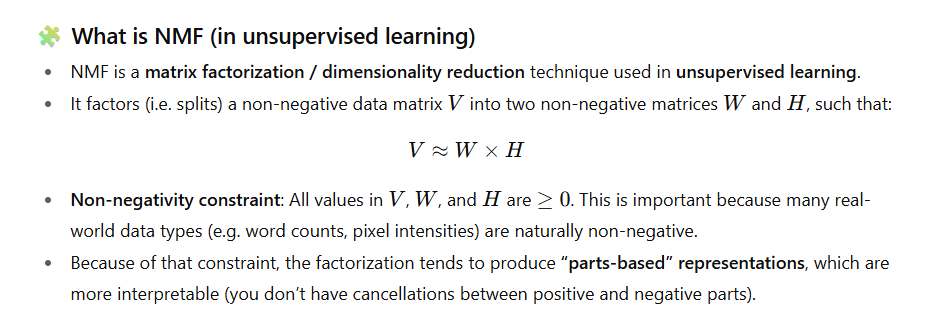 🧩 What is NMF (in unsupervised learning)
• NMF is a matrix factorization / dimensionality reduction technique used in unsupervised learning.
• It factors (i.e. splits) a non-negative data matrix V into two non-negative matrices W and H, such that:
V ≈ W × H
• Non-negativity constraint: All values in V, W, and H are ≥ 0. This is important because many real-
world data types (e.g. word counts, pixel intensities) are naturally non-negative.
• Because of that constraint, the factorization tends to produce “parts-based” representations, which are
more interpretable (you don’t have cancellations between positive and negative parts).